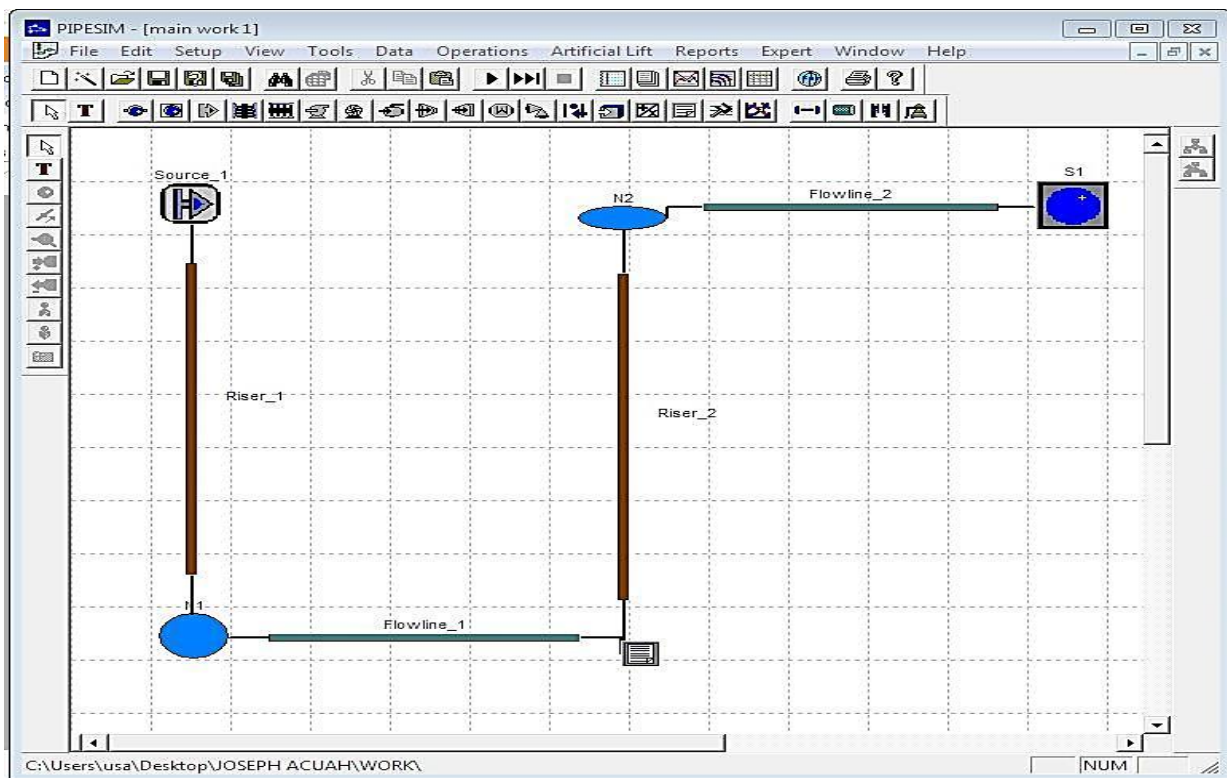 PIPESIM - [main work1]
File Edit Setup View Tools Data Operations Artificial Lift Reports Expert Window Help
T
T
Source_1
N2
Flowline_2
S1
Riser_1
Riser_2
N1
Flowline_1
C:\Users\usa\Desktop\JOSEPH ACUAH\WORK\
NUM